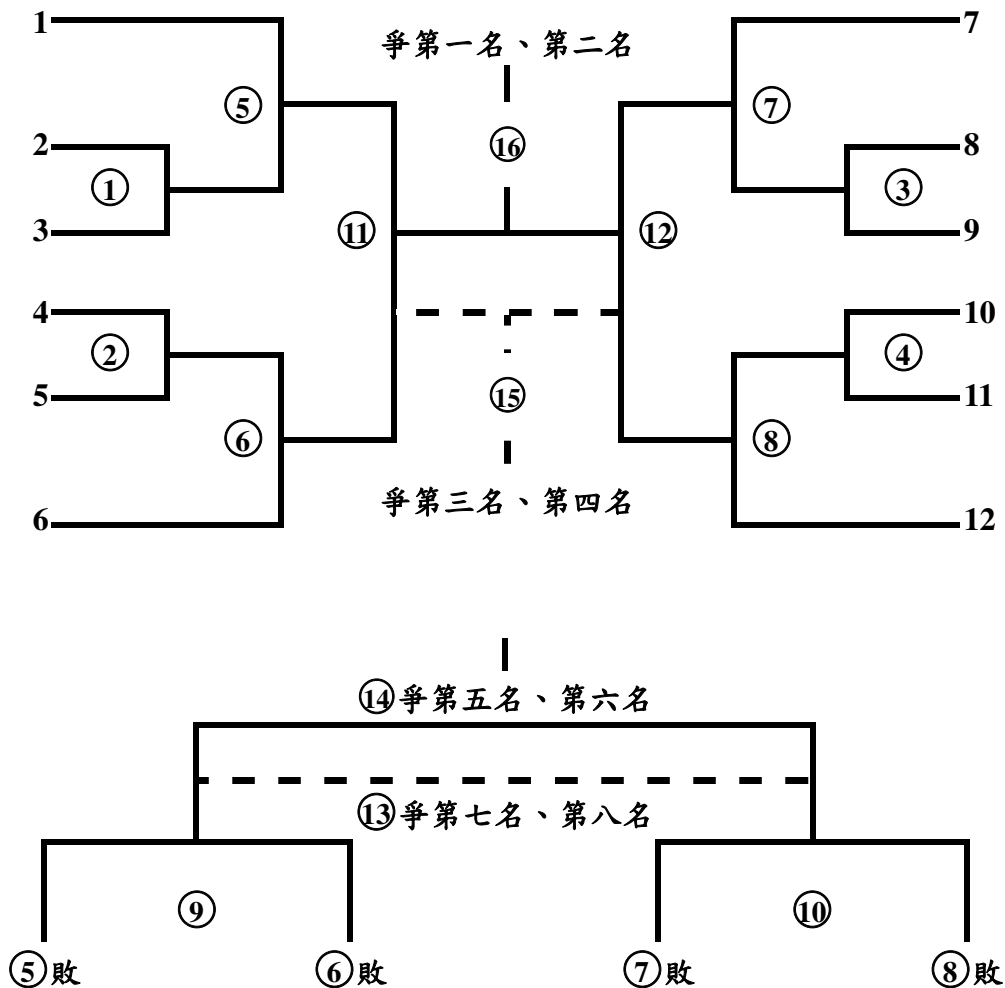 1 7
爭第一名、第二名
⑤ ⑦
2 ⑯ 8
① ③
3 ⑪ ⑫ 9
4 10
② ④
5 ⑮ 11
⑥ ⑧
爭第三名、第四名
6 12
⑭爭第五名、第六名
⑬爭第七名、第八名
⑨ ⑩
⑤敗 ⑥敗 ⑦敗 ⑧敗